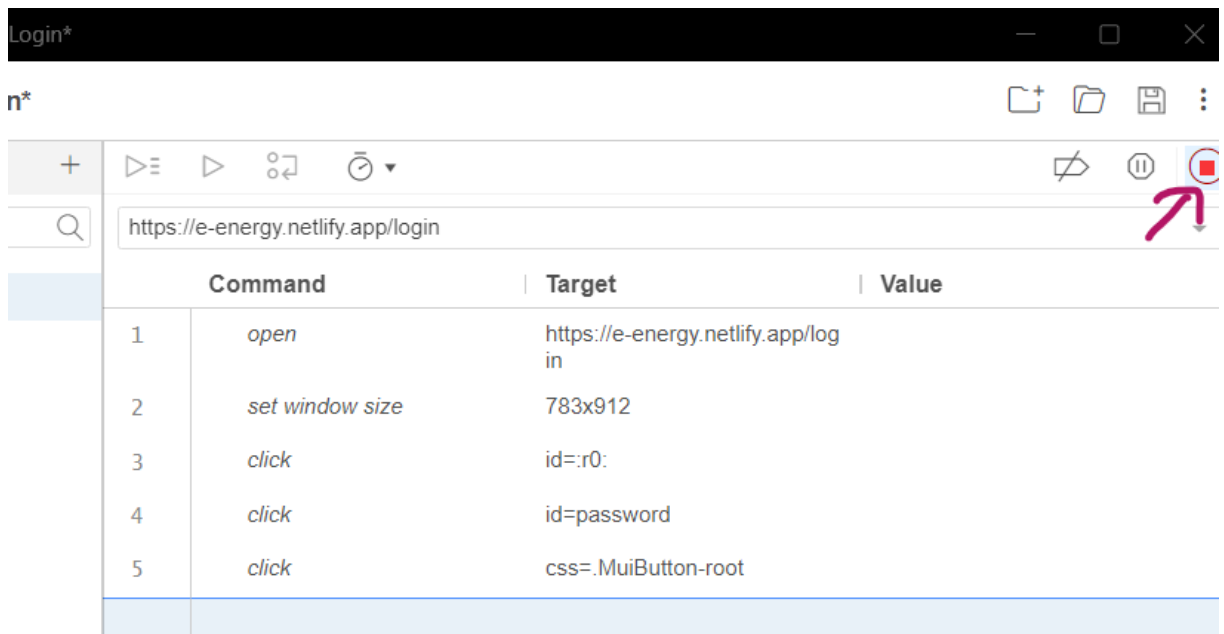 Login*
n*
https://e-energy.netlify.app/login
Command Target Value
1 open https://e-energy.netlify.app/log
in
2 set window size 783x912
3 click id=:r0:
4 click id=password
5 click css=.MuiButton-root